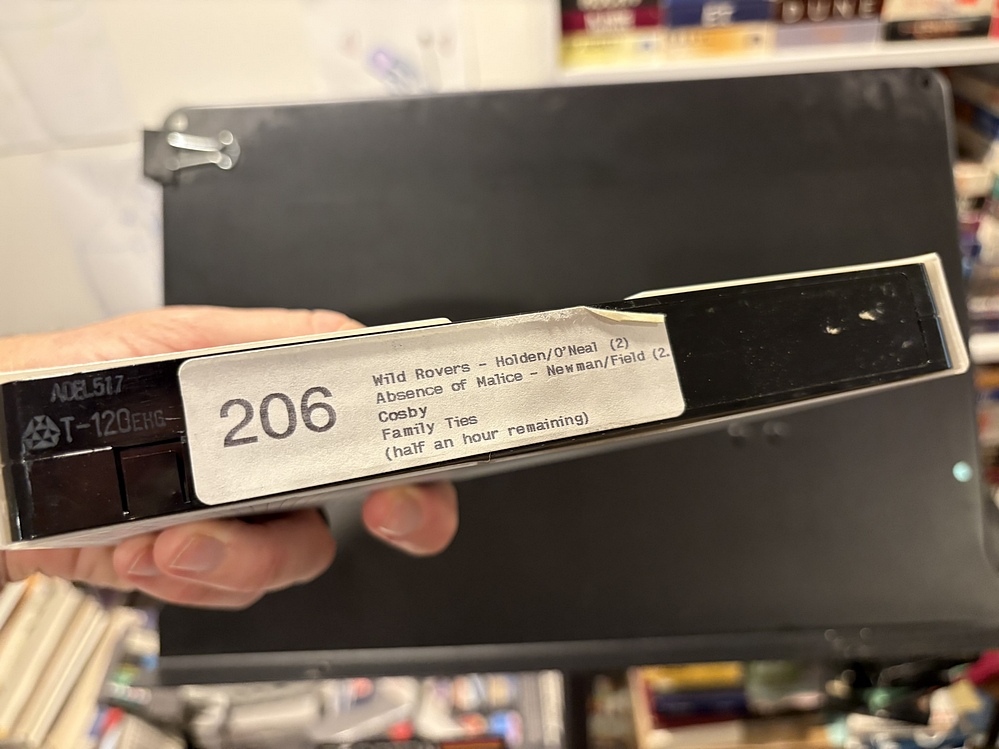 DUNE
A0EL517
T-120EHG
206
Wild Rovers - Holden/O'Neal (2)
Absence of Malice - Newman/Field (2.
Cosby
Family Ties
(half an hour remaining)